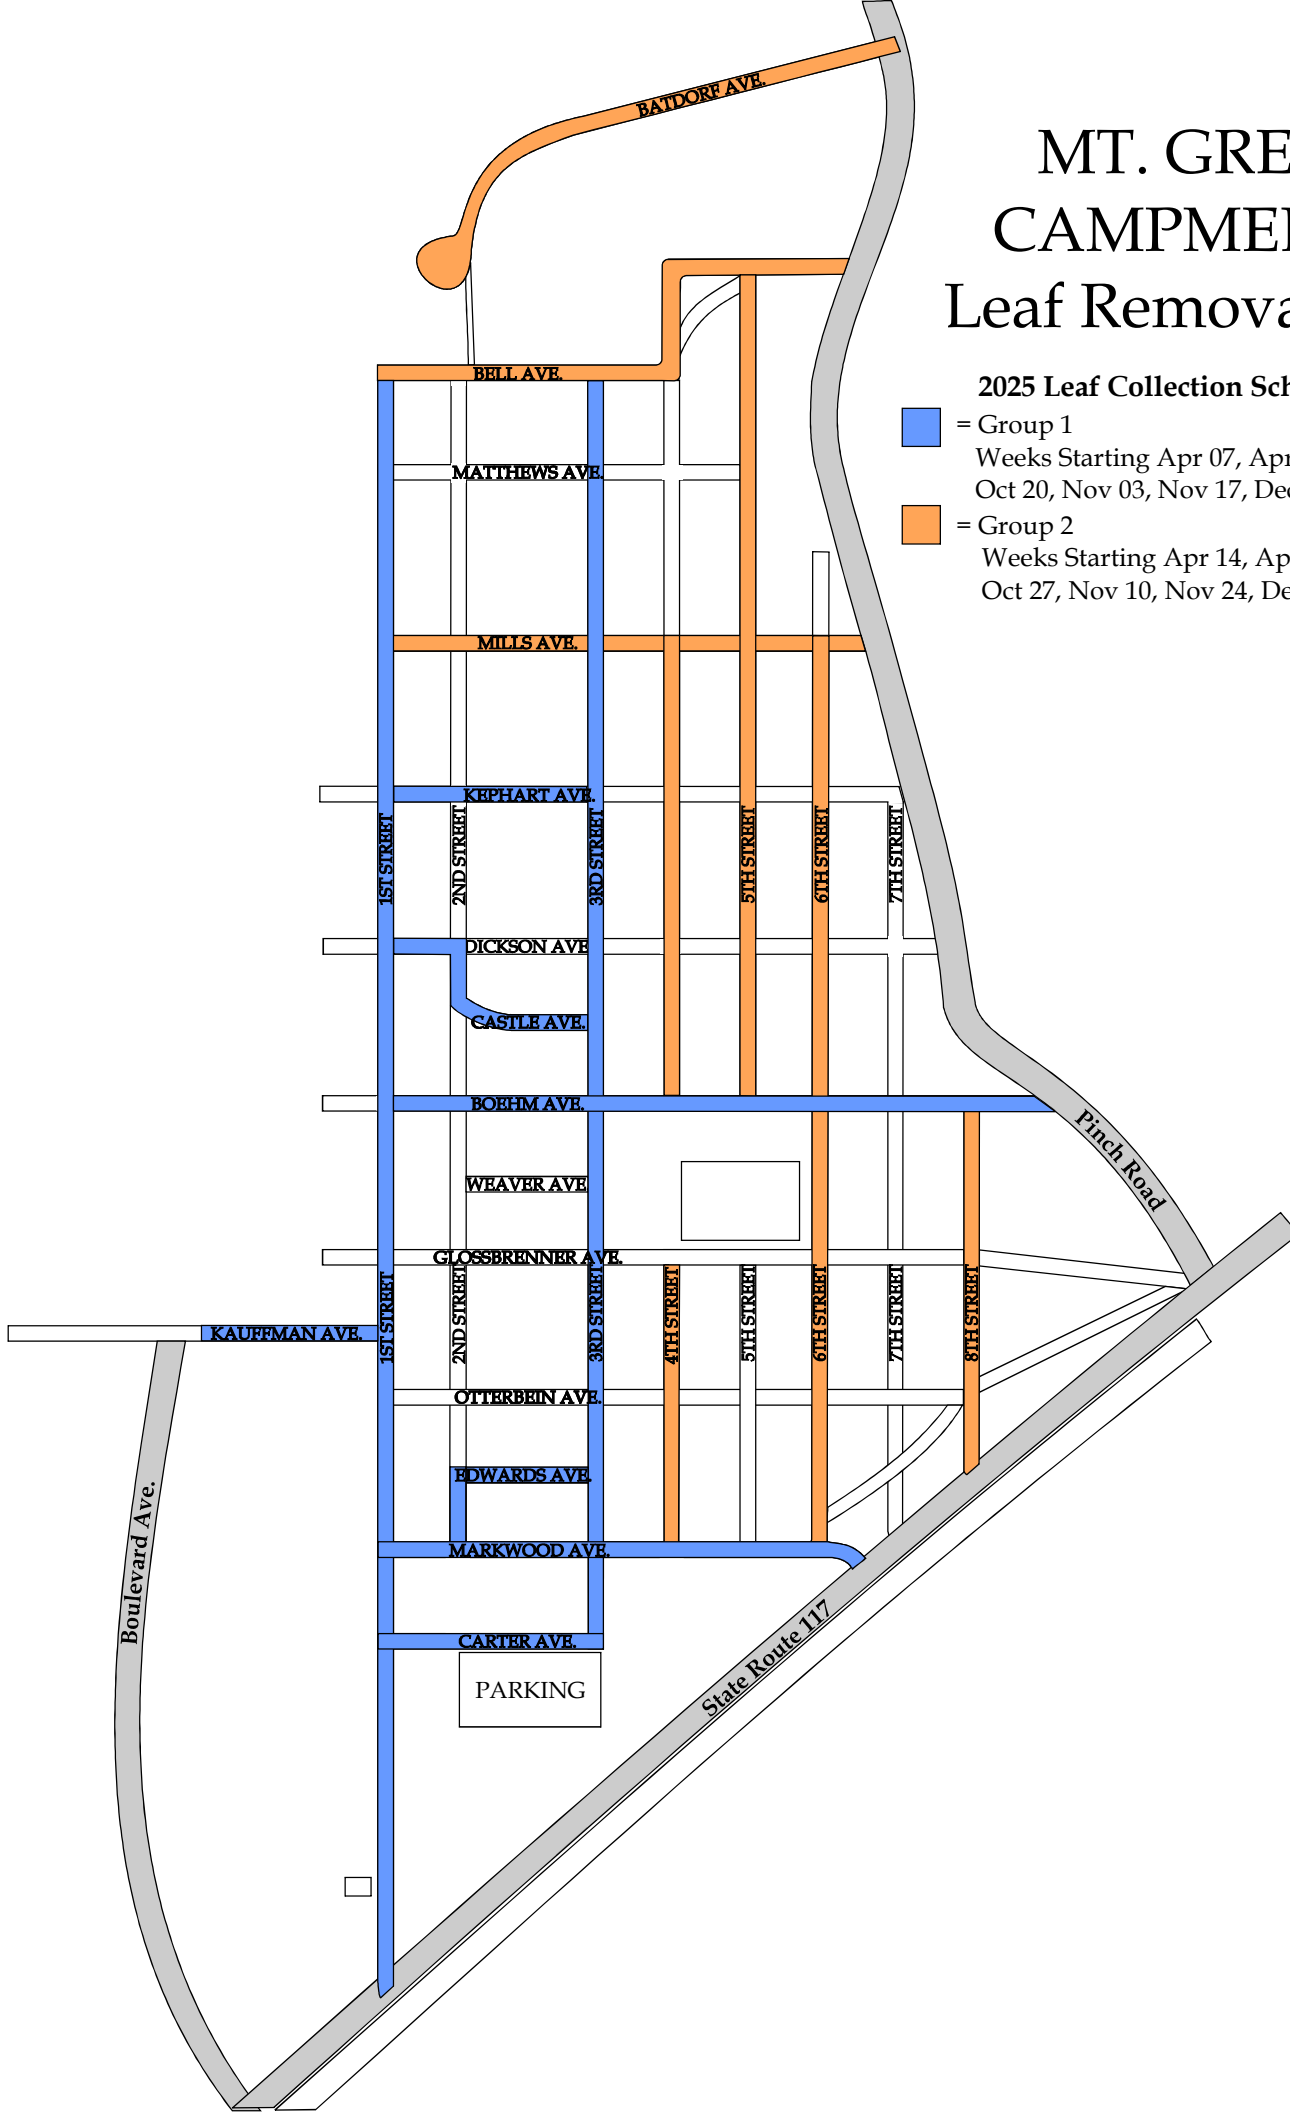 BATDORF AVE.
MT. GRE
CAMPME
Leaf Remova
2025 Leaf Collection Sch
= Group 1
Weeks Starting Apr 07, Apr
Oct 20, Nov 03, Nov 17, Dec
= Group 2
Weeks Starting Apr 14, Ap
Oct 27, Nov 10, Nov 24, De
BELL AVE.
MATTHEWS AVE.
MILLS AVE.
KEPHART AVE.
1ST STREET
2ND STREET
3RD STREET
5TH STREET
6TH STREET
7TH STREET
DICKSON AVE
CASTLE AVE.
BOEHM AVE.
Pinch Road
WEAVER AVE
GLOSSBRENNER AVE.
1ST STREET
2ND STREET
3RD STREET
4TH STREET
5TH STREET
6TH STREET
7TH STREET
8TH STREET
KAUFFMAN AVE.
OTTERBEIN AVE.
EDWARDS AVE.
Boulevard Ave.
MARKWOOD AVE.
CARTER AVE.
State Route 117
PARKING